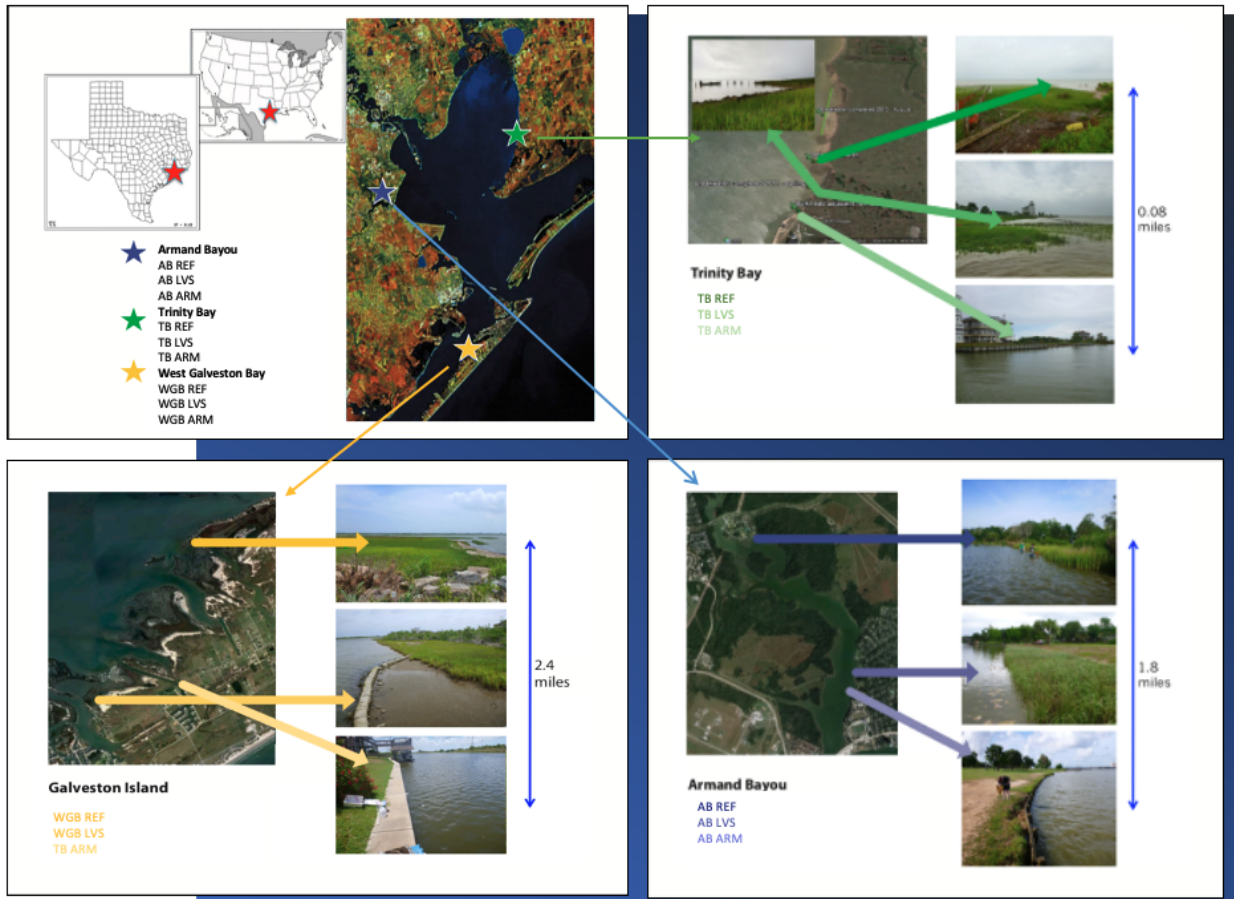 Armand Bayou
AB REF
AB LVS
AB ARM
Trinity Bay
TB REF
TB LVS
TB ARM
West Galveston Bay
WGB REF
WGB LVS
WGB ARM
Trinity Bay
TB REF
TB LVS
TB ARM
0.08
miles
Galveston Island
WGB REF
WGB LVS
TB ARM
2.4
miles
Armand Bayou
AB REF
AB LVS
AB ARM
1.8
miles